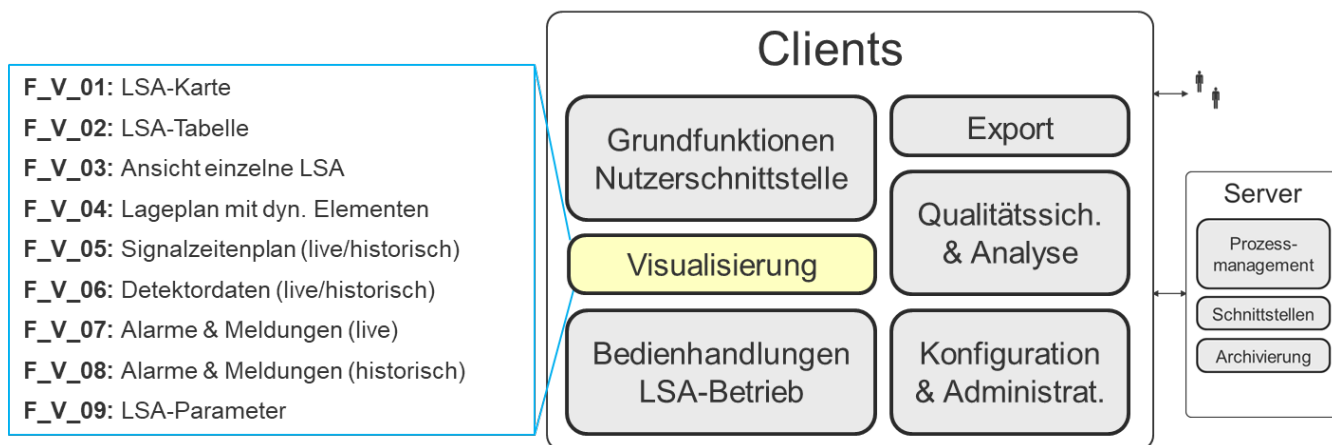 F_V_01: LSA-Karte
F_V_02: LSA-Tabelle
F_V_03: Ansicht einzelne LSA
F_V_04: Lageplan mit dyn. Elementen
F_V_05: Signalzeitenplan (live/historisch)
F_V_06: Detektordaten (live/historisch)
F_V_07: Alarme & Meldungen (live)
F_V_08: Alarme & Meldungen (historisch)
F_V_09: LSA-Parameter
Clients
Grundfunktionen
Nutzerschnittstelle
Visualisierung
Bedienhandlungen
LSA-Betrieb
Export
Qualitätssich.
& Analyse
Konfiguration
& Administrat.
Server
Prozess-
management
Schnittstellen
Archivierung